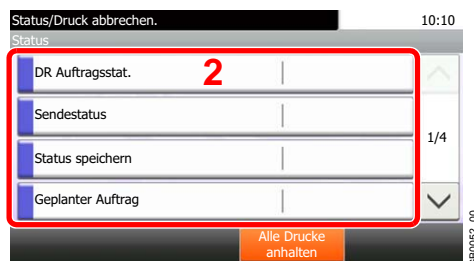 Status/Druck abbrechen. 10:10
Status
DR Auftragsstat.
2
Sendestatus
1/4
Status speichern
Geplanter Auftrag
Alle Drucke
anhalten